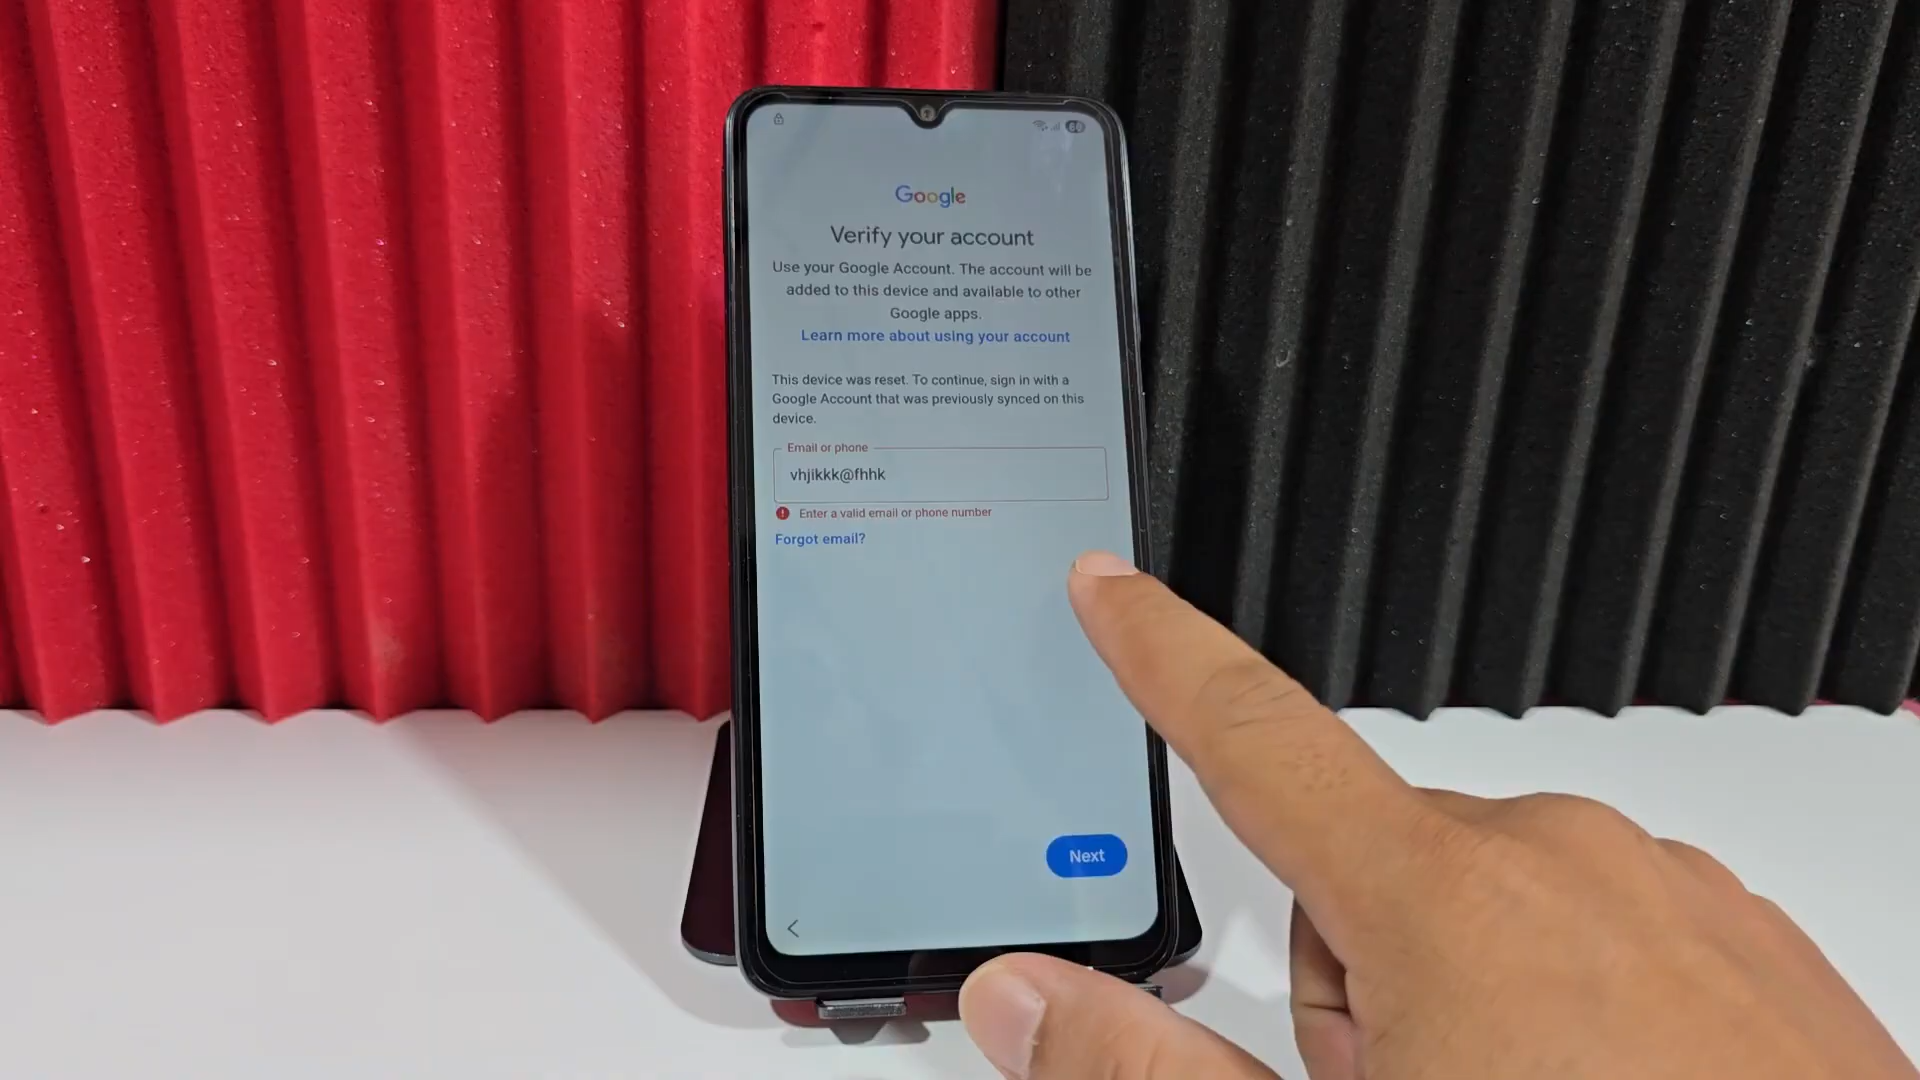 60
Google
Verify your account
Use your Google Account. The account will be
added to this device and available to other
Google apps.
Learn more about using your account
This device was reset. To continue, sign in with a
Google Account that was previously synced on this
device.
Email or phone
vhjikkk@fhhk
Enter a valid email or phone number
Forgot email?
Next